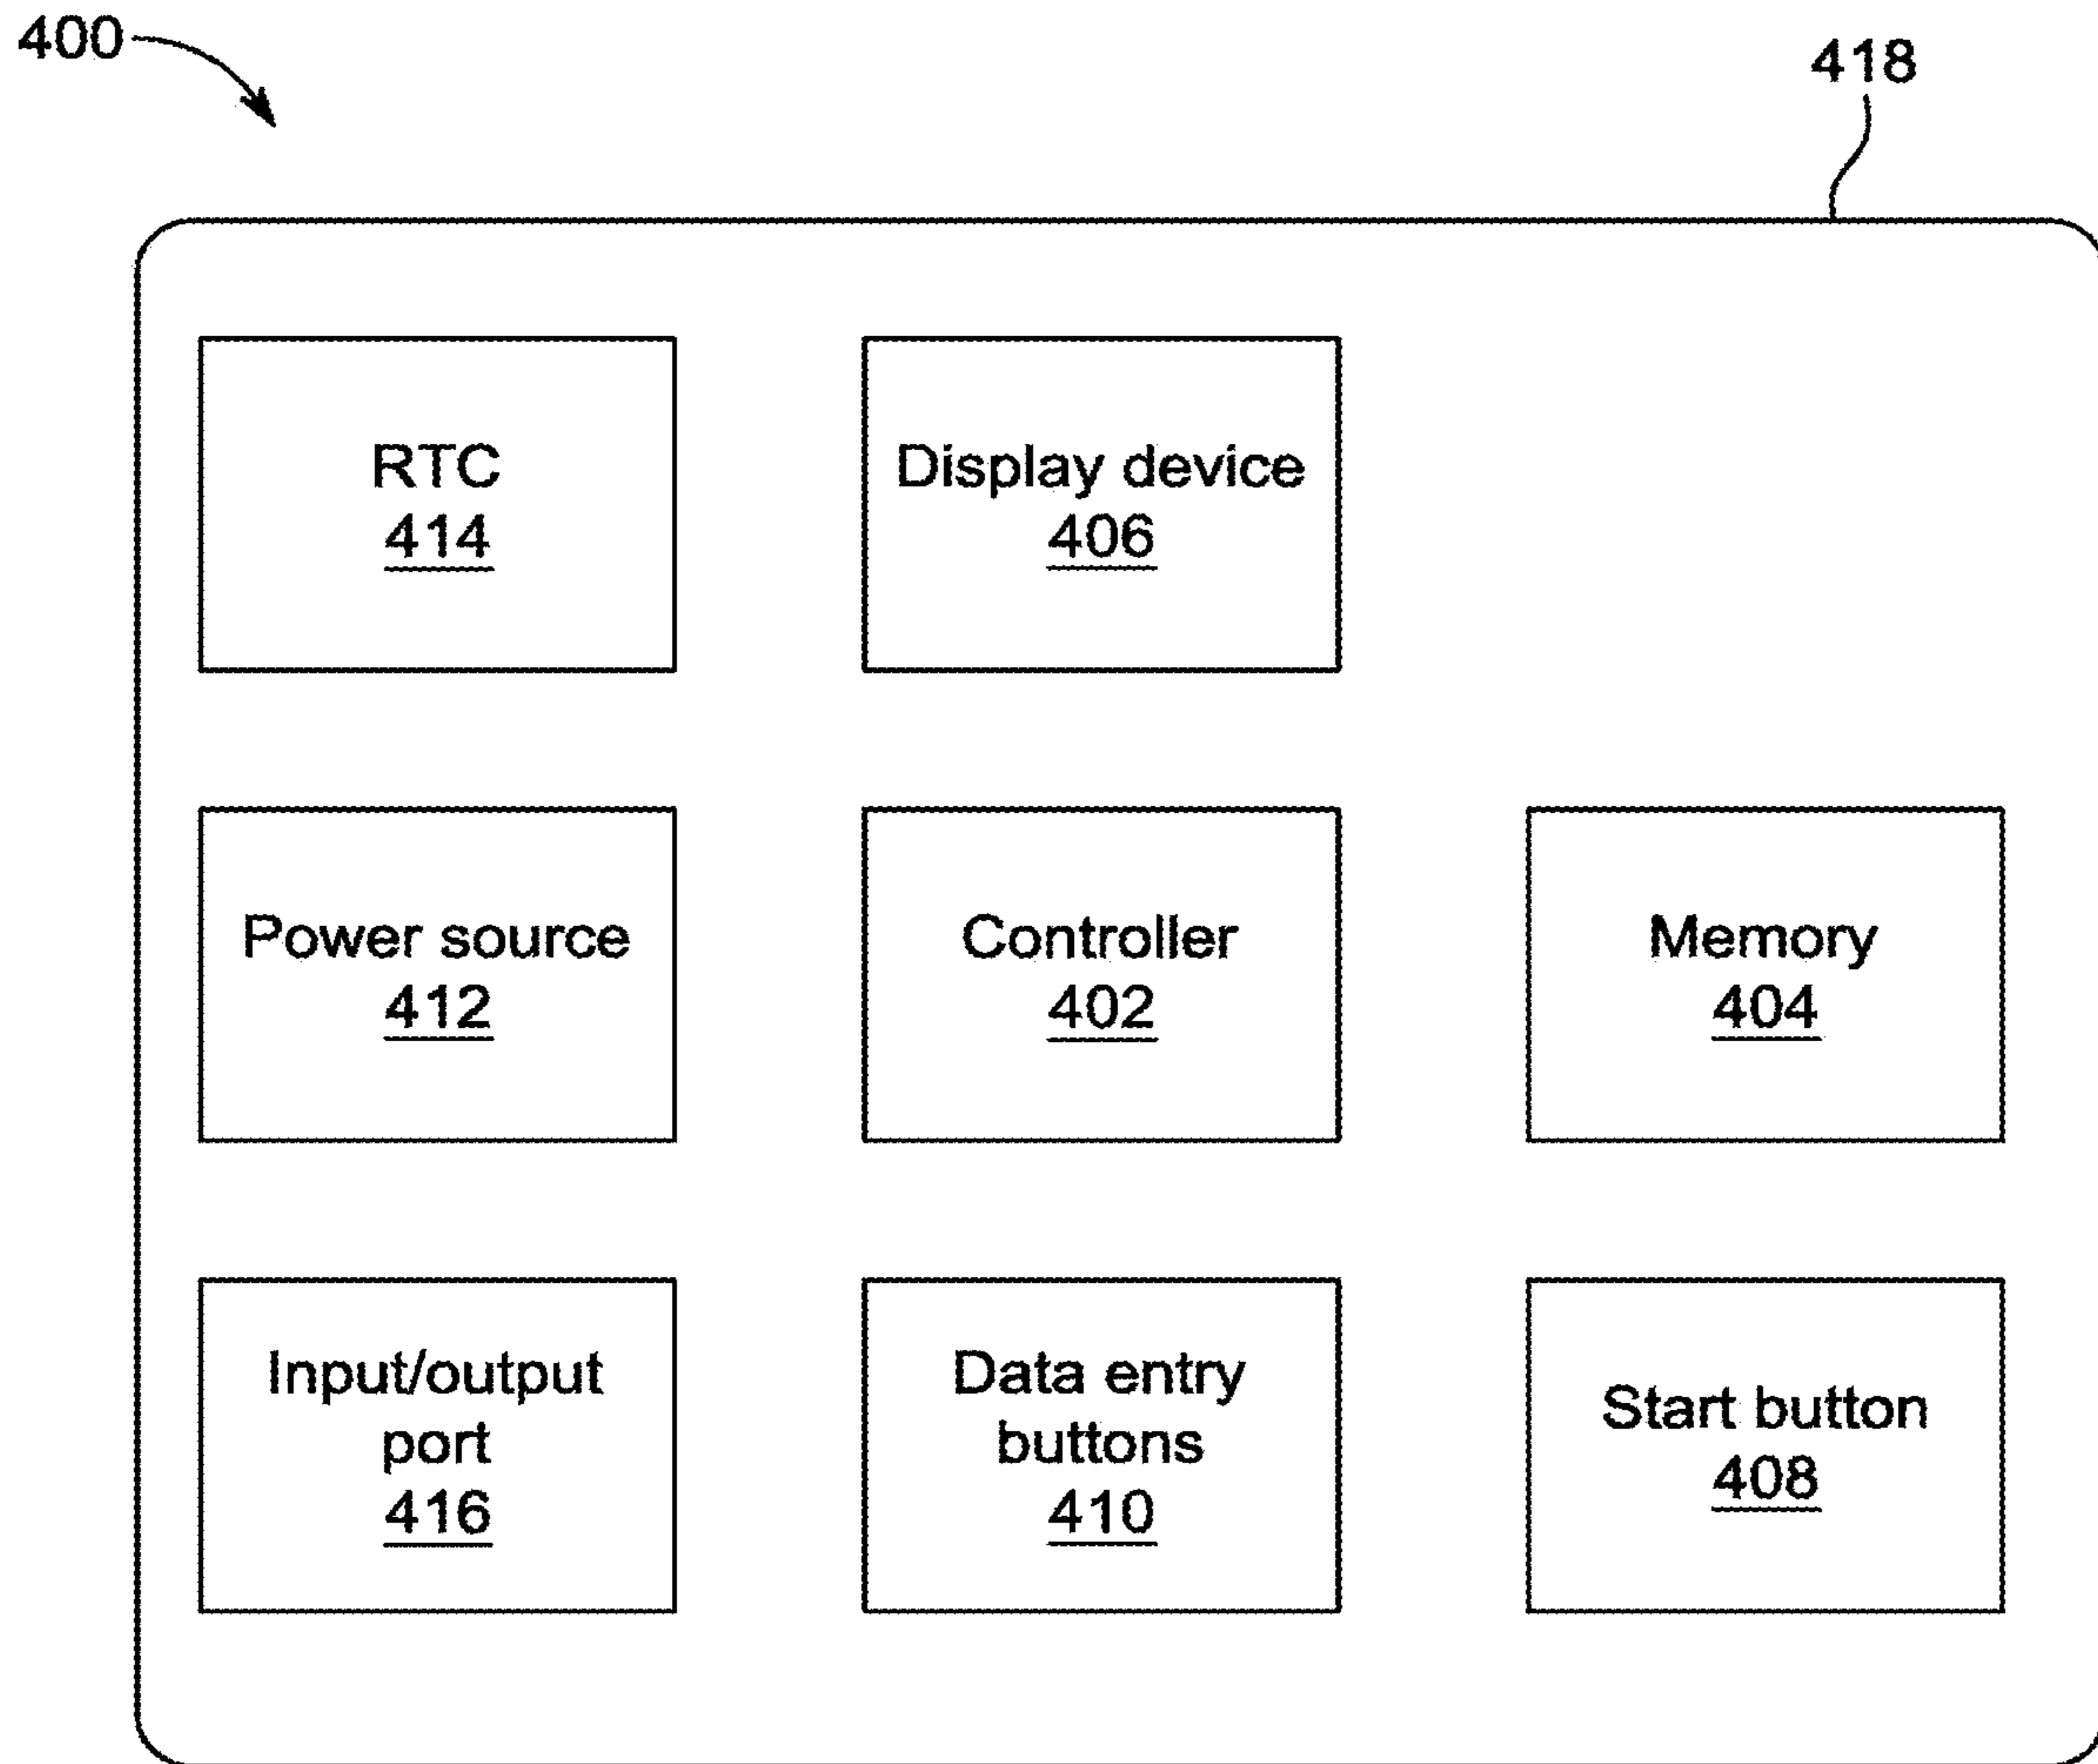 400
418
RTC
414
Display device
406
Power source
412
Controller
402
Memory
404
Input/output
port
416
Data entry
buttons
410
Start button
408